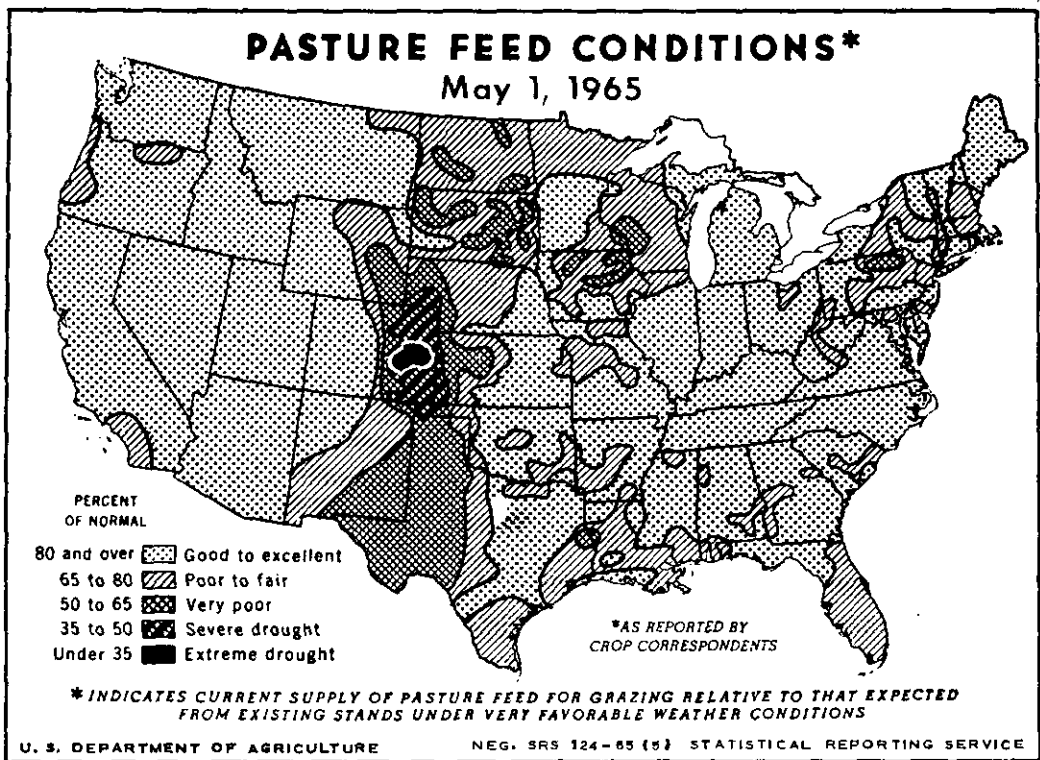 PASTURE FEED CONDITIONS*
May 1, 1965
PERCENT
OF NORMAL
80 and over Good to excellent
65 to 80 Poor to fair
50 to 65 Very poor
35 to 50 Severe drought
Under 35 Extreme drought
*AS REPORTED BY
CROP CORRESPONDENTS
* INDICATES CURRENT SUPPLY OF PASTURE FEED FOR GRAZING RELATIVE TO THAT EXPECTED
FROM EXISTING STANDS UNDER VERY FAVORABLE WEATHER CONDITIONS
U. S. DEPARTMENT OF AGRICULTURE NEG. SRS 124-65 (5) STATISTICAL REPORTING SERVICE